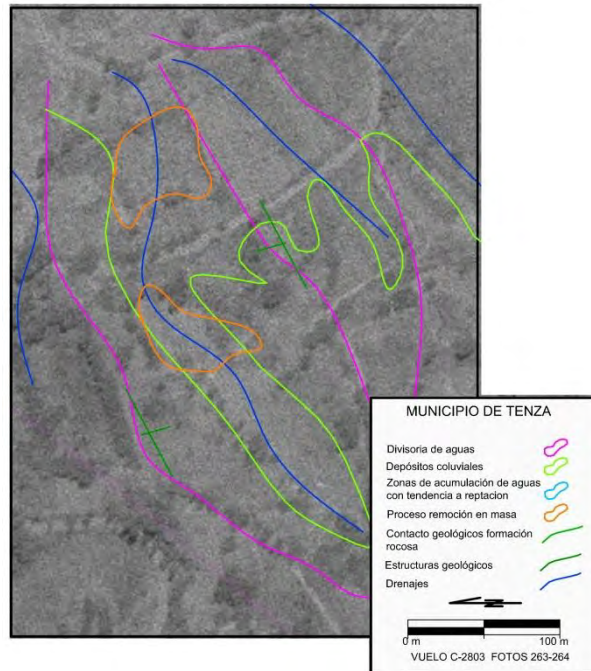 MUNICIPIO DE TENZA
Divisoria de aguas
Depósitos coluviales
Zonas de acumulación de aguas
con tendencia a reptacion
Proceso remoción en masa
Contacto geológicos formación
rocosa
Estructuras geológicos
Drenajes
N
0 m
100 m
VUELO C-2803 FOTOS 263-264